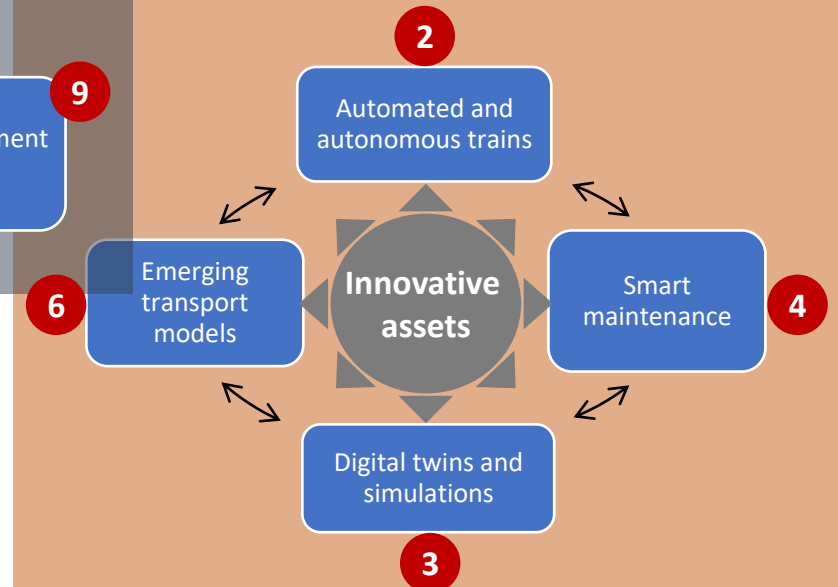 2
9
Automated and
autonomous trains
6
Emerging
transport
models
Innovative
assets
Smart
maintenance
4
Digital twins and
simulations
3